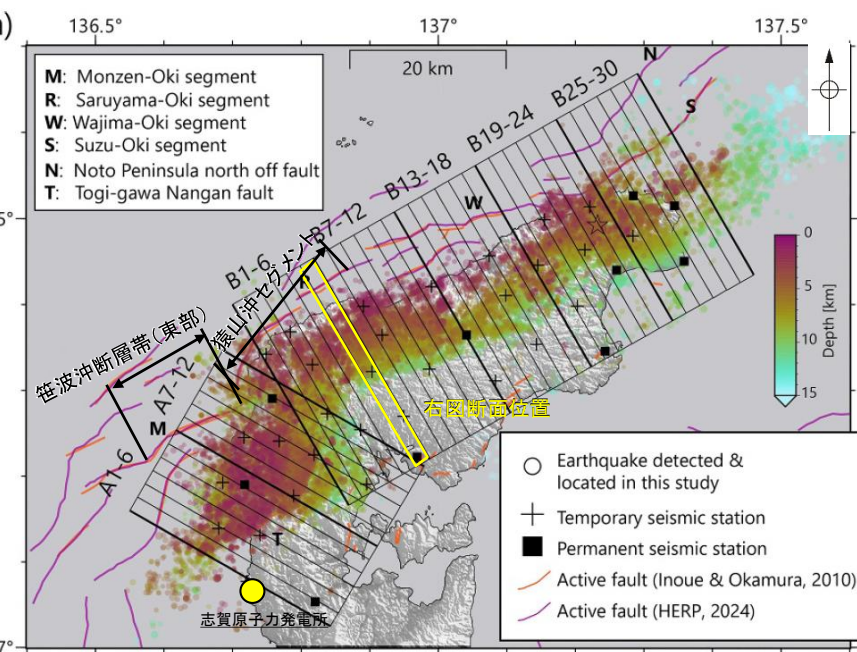 )
136.5°
137°
137.5°
M: Monzen-Oki segment
R: Saruyama-Oki segment
W: Wajima-Oki segment
S: Suzu-Oki segment
N: Noto Peninsula north off fault
T: Togi-gawa Nangan fault
20 km
N
S
B25-30
B19-24
B13-18
B7-12
B1-6
W
R
5°
猿山沖セグメント
笹波沖断層帯(東部)
A7-12
A1-6
M
T
右図断面位置
0
5
10
15
Depth [km]
志賀原子力発電所
7°
Earthquake detected &
located in this study
Temporary seismic station
Permanent seismic station
Active fault (Inoue & Okamura, 2010)
Active fault (HERP, 2024)